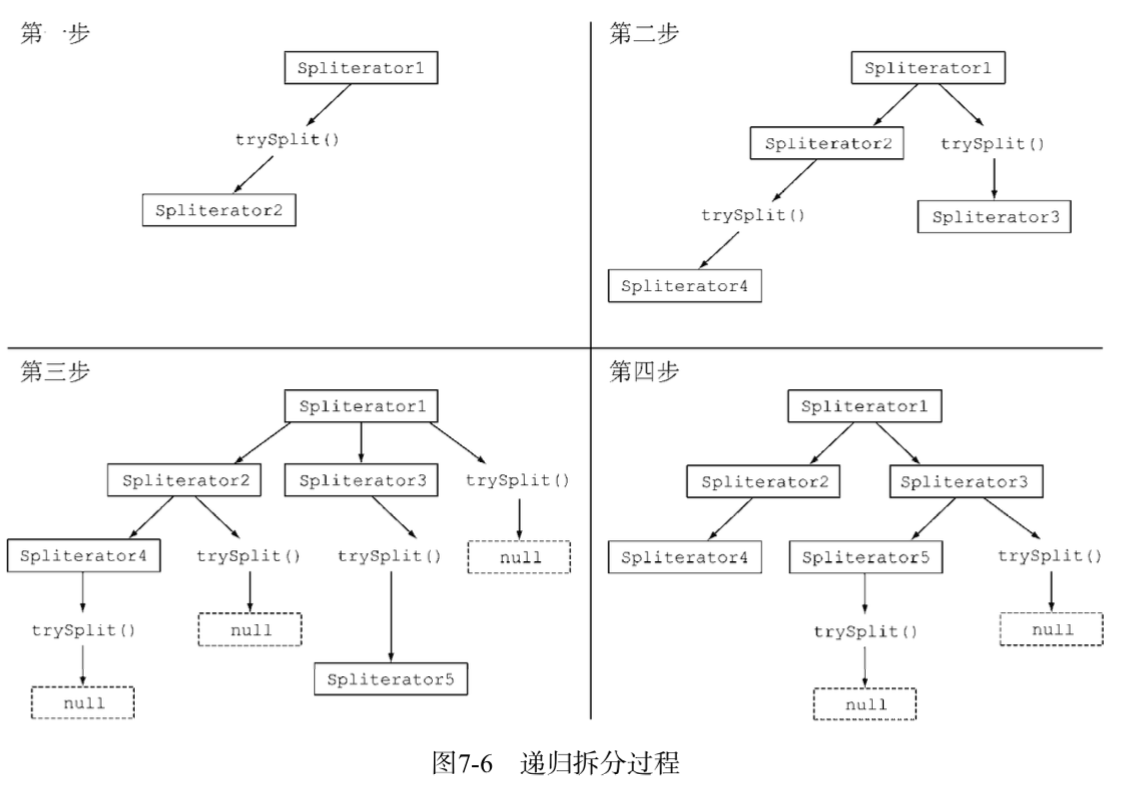 第一步
Spliterator1
trySplit()
Spliterator2
第二步
Spliterator1
Spliterator2
trySplit()
trySplit()
Spliterator3
Spliterator4
第三步
Spliterator1
Spliterator2
Spliterator3
trySplit()
Spliterator4
trySplit()
trySplit()
null
trySplit()
null
Spliterator5
null
第四步
Spliterator1
Spliterator2
Spliterator3
Spliterator4
Spliterator5
trySplit()
trySplit()
null
null
图7-6 递归拆分过程